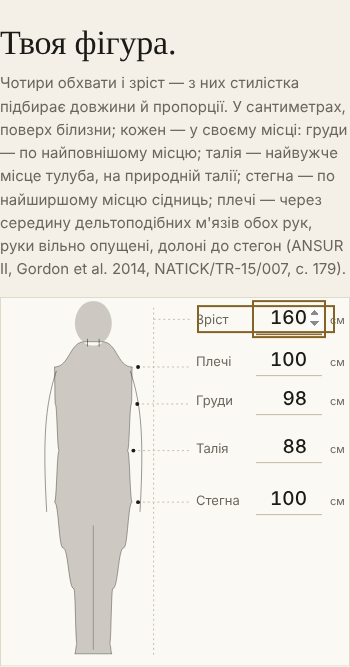 Твоя фігура.
Чотири обхвати і зріст — з них стилістка
підбирає довжини й пропорції. У сантиметрах,
поверх білизни; кожен — у своєму місці: груди
— по найповнішому місцю; талія — найвужче
місце тулуба, на природній талії; стегна — по
найширшому місцю сідниць; плечі — через
середину дельтоподібних м'язів обох рук,
руки вільно опущені, долоні до стегон (ANSUR
II, Gordon et al. 2014, NATICK/TR-15/007, с. 179).
Зріст 160 см
Плечі 100 см
Груди 98 см
Талія 88 см
Стегна 100 см